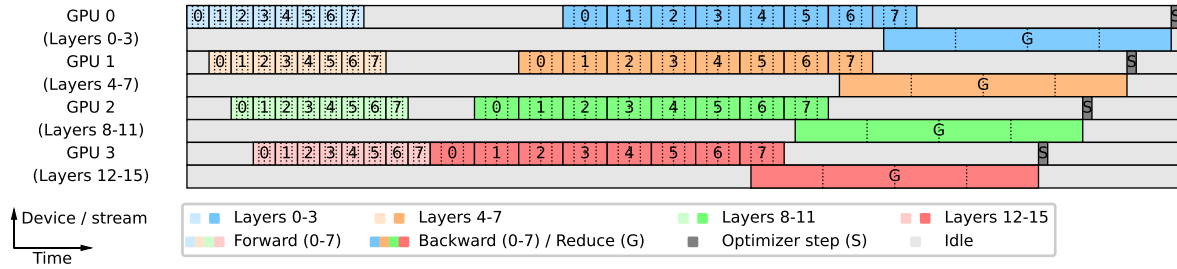 GPU 0 0 1 2 3 4 5 6 7 0 1 2 3 4 5 6 7 S
(Layers 0-3) G
GPU 1 0 1 2 3 4 5 6 7 0 1 2 3 4 5 6 7 S
(Layers 4-7) G
GPU 2 0 1 2 3 4 5 6 7 0 1 2 3 4 5 6 7 S
(Layers 8-11) G
GPU 3 0 1 2 3 4 5 6 7 0 1 2 3 4 5 6 7 S
(Layers 12-15) G
Device / stream
Time
Layers 0-3 Layers 4-7 Layers 8-11 Layers 12-15
Forward (0-7) Backward (0-7) / Reduce (G) Optimizer step (S) Idle